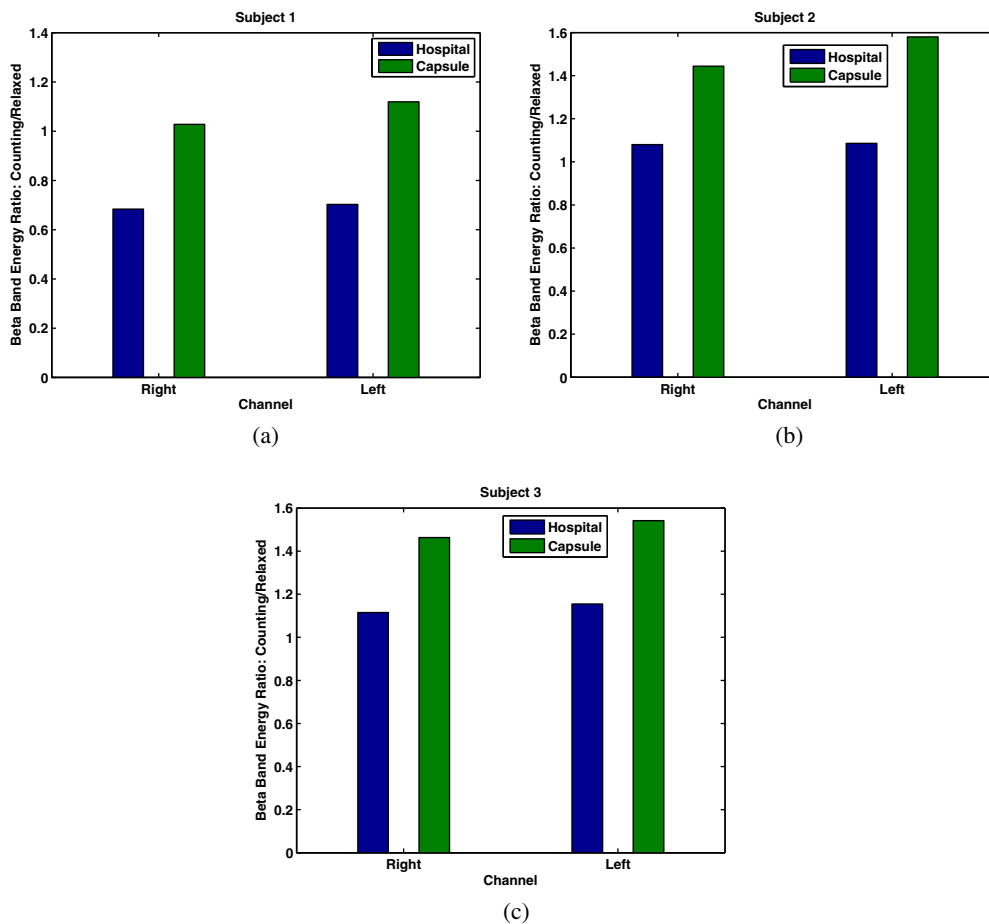 Subject 1
1.4
1.2
1
0.8
0.6
0.4
0.2
0
Beta Band Energy Ratio: Counting/Relaxed
Hospital
Capsule
Right
Left
Channel
(a)
Subject 2
1.6
1.4
1.2
1
0.8
0.6
0.4
0.2
0
Beta Band Energy Ratio: Counting/Relaxed
Hospital
Capsule
Right
Left
Channel
(b)
Subject 3
1.6
1.4
1.2
1
0.8
0.6
0.4
0.2
0
Beta Band Energy Ratio: Counting/Relaxed
Hospital
Capsule
Right
Left
Channel
(c)